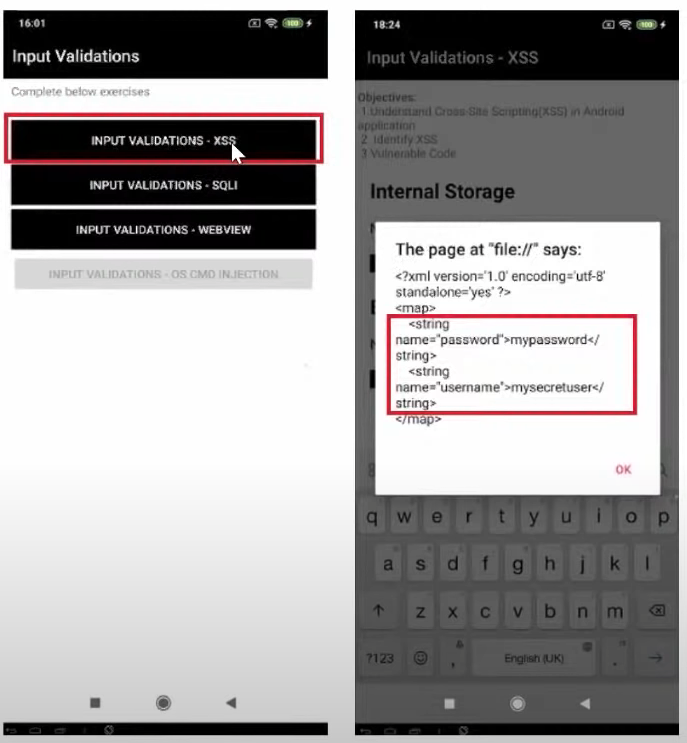 16:01
Input Validations
Complete below exercises
INPUT VALIDATIONS - XSS
INPUT VALIDATIONS - SQLI
INPUT VALIDATIONS - WEBVIEW
INPUT VALIDATIONS - OS CMD INJECTION
18:24
Input Validations - XSS
Objectives:
1 Understand Cross-Site Scripting(XSS) in Android
application
2 Identify XSS
3 Vulnerable Code
Internal Storage
The page at "file://" says:
<?xml version='1.0' encoding='utf-8'
standalone='yes' ?>
<map>
<string
name="password">mypassword</
string>
<string
name="username">mysecretuser</
string>
</map>
OK
q w e r t y u i o p
a s d f g h j k l
z x c v b n m
?123 , English (UK) .